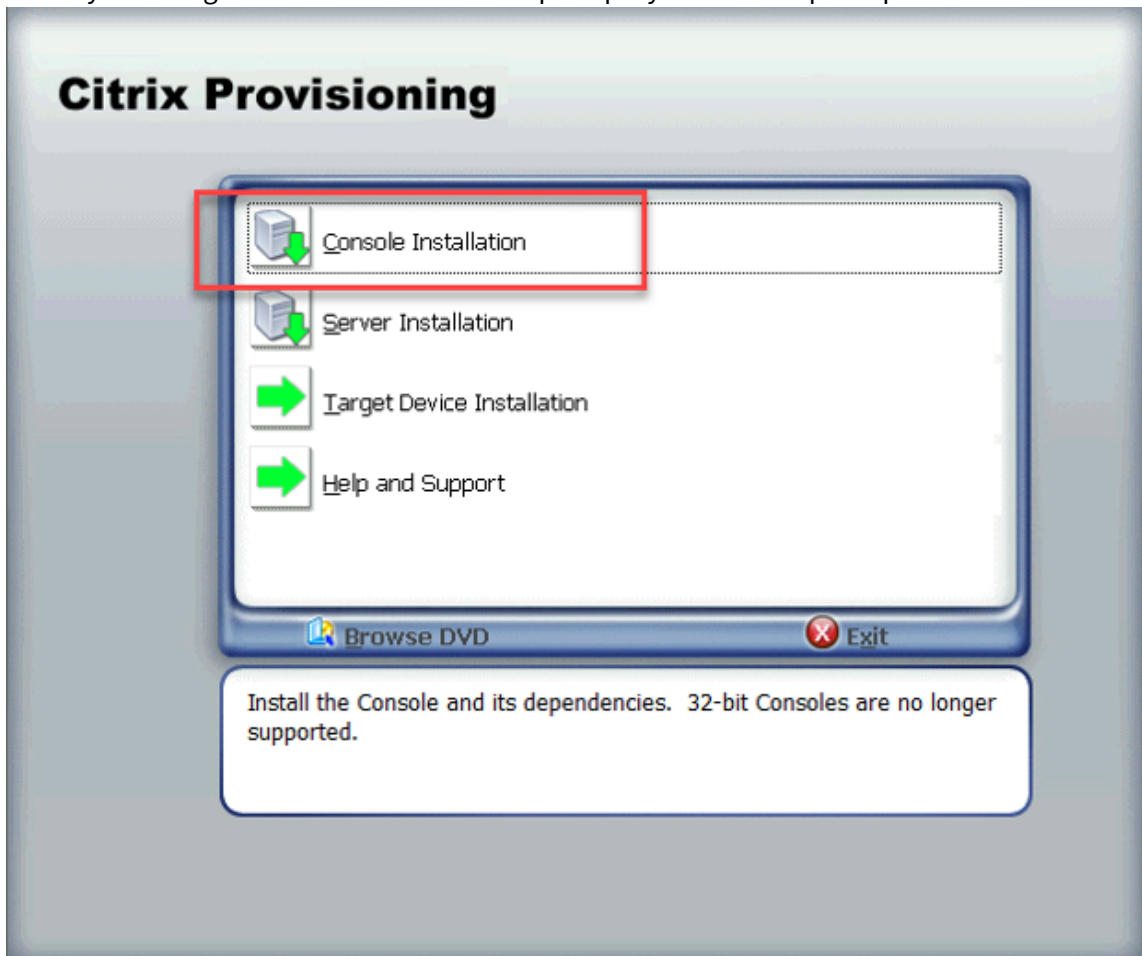 Citrix Provisioning
Console Installation
Server Installation
Target Device Installation
Help and Support
Browse DVD
Exit
Install the Console and its dependencies. 32-bit Consoles are no longer
supported.